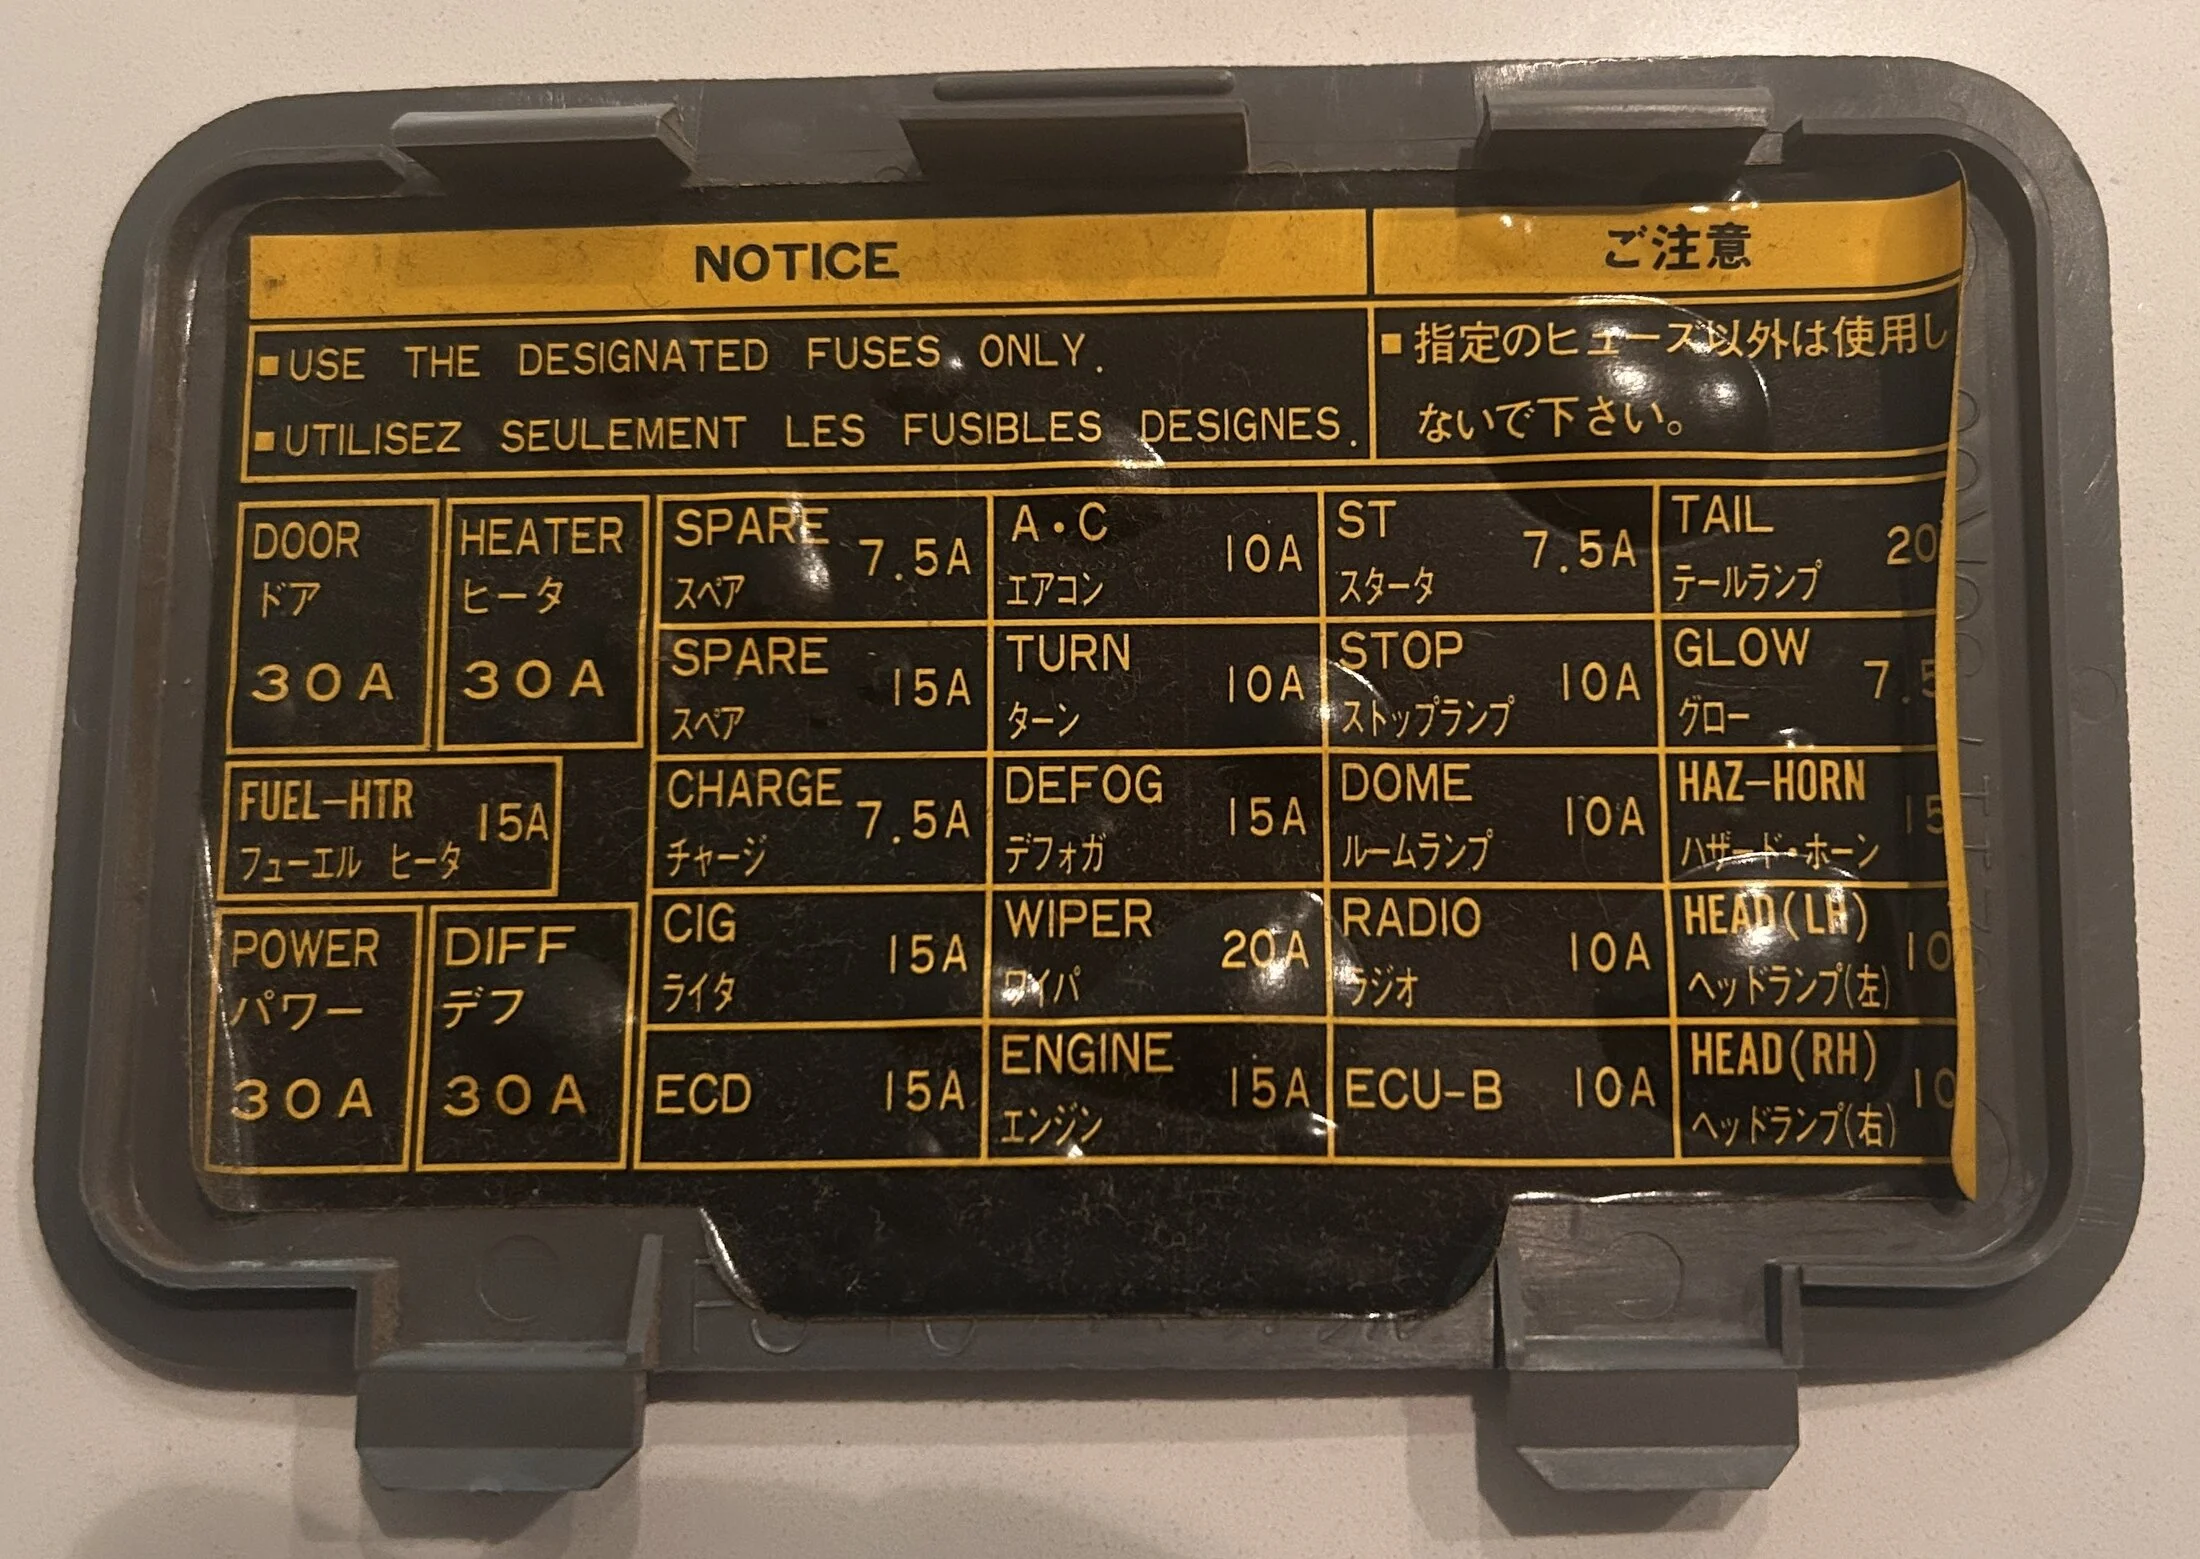 NOTICE
ご注意
■USE THE DESIGNATED FUSES ONLY.
■UTILISEZ SEULEMENT LES FUSIBLES DESIGNES.
■指定のヒューズ以外は使用し
ないで下さい。
DOOR
ドア
30A
HEATER
ヒータ
30A
FUEL-HTR
15A
フューエル ヒータ
POWER
パワー
30A
DIFF
デフ
30A
SPARE
7.5A
スペア
A・C
10A
エアコン
ST
7.5A
スタータ
TAIL
20
テールランプ
SPARE
15A
スペア
TURN
10A
ターン
STOP
10A
ストップランプ
GLOW
7.5
グロー
CHARGE
7.5A
チャージ
DEFOG
15A
デフォガ
DOME
10A
ルームランプ
HAZ-HORN
15
ハザード・ホーン
CIG
15A
ライタ
WIPER
20A
ワイパ
RADIO
10A
ラジオ
HEAD(LH)
10
ヘッドランプ(左)
ECD 15A
ENGINE
15A
エンジン
ECU-B 10A
HEAD(RH)
10
ヘッドランプ(右)